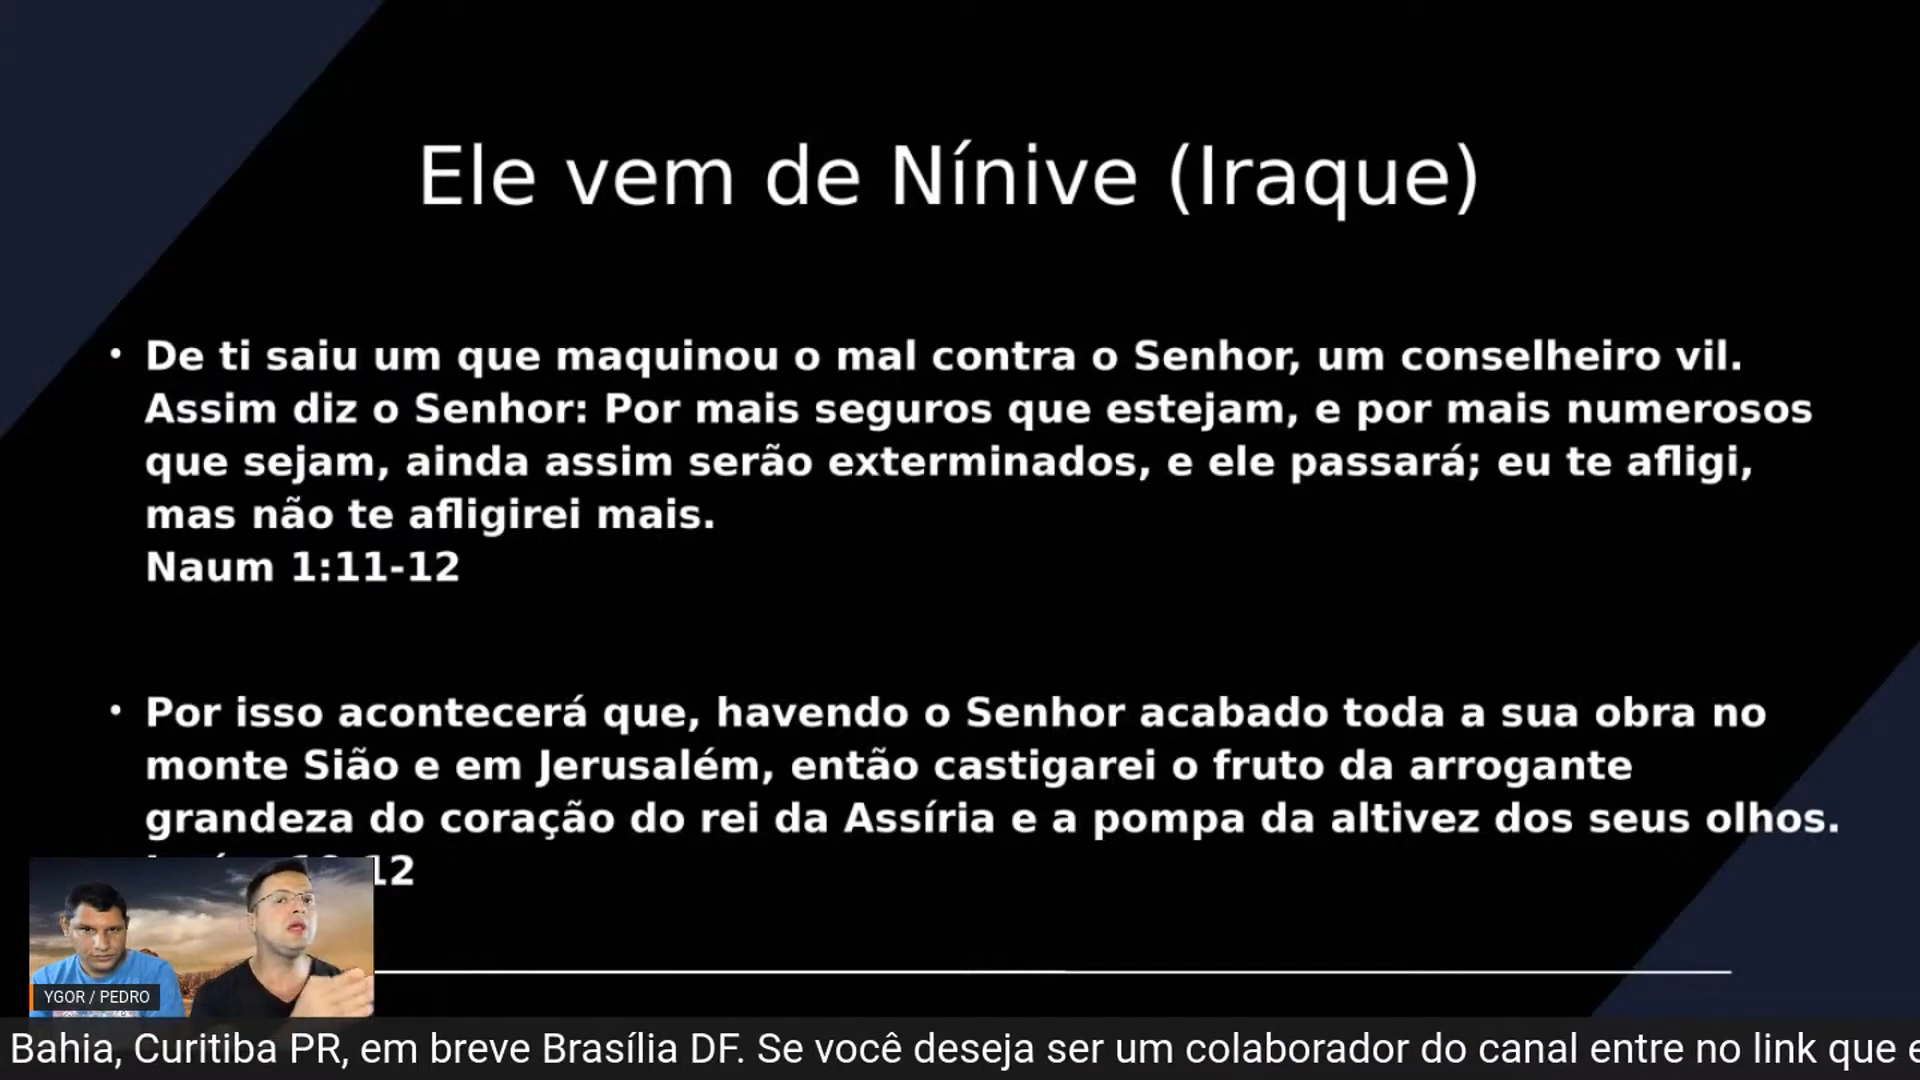 Ele vem de Nínive (Iraque)
• De ti saiu um que maquinou o mal contra o Senhor, um conselheiro vil.
Assim diz o Senhor: Por mais seguros que estejam, e por mais numerosos
que sejam, ainda assim serão exterminados, e ele passará; eu te afligi,
mas não te afligirei mais.
Naum 1:11-12
• Por isso acontecerá que, havendo o Senhor acabado toda a sua obra no
monte Sião e em Jerusalém, então castigarei o fruto da arrogante
grandeza do coração do rei da Assíria e a pompa da altivez dos seus olhos.
12
YGOR / PEDRO
Bahia, Curitiba PR, em breve Brasília DF. Se você deseja ser um colaborador do canal entre no link que